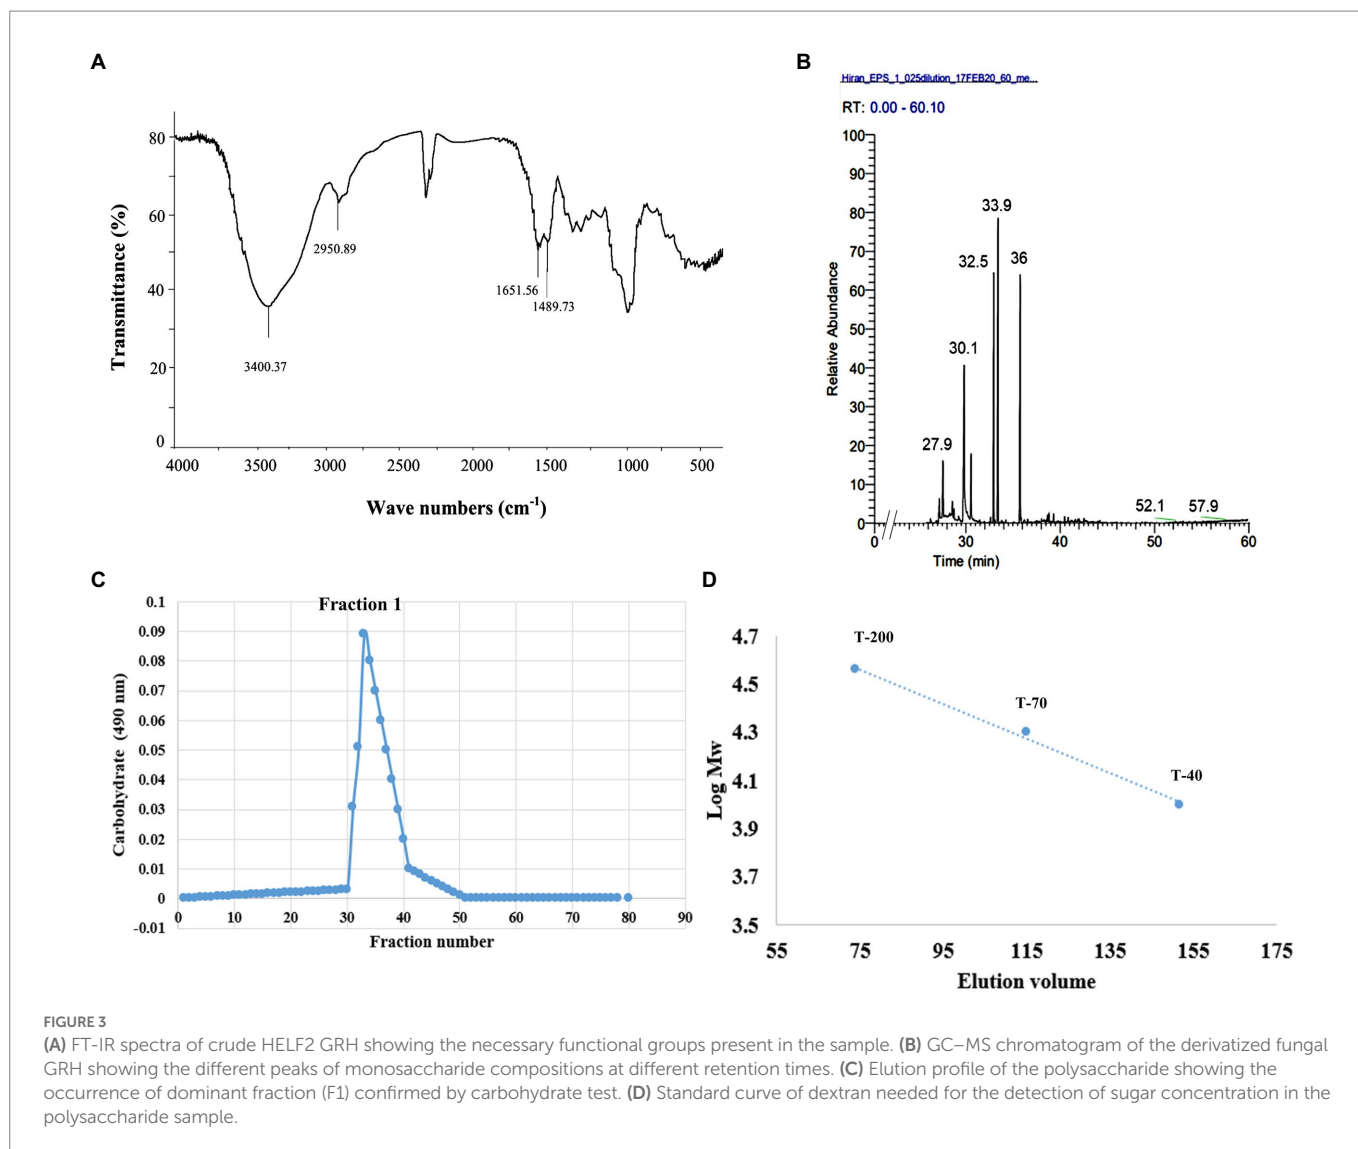 A
80
60
40
20
0
Transmittance (%)
2950.89
1651.56
1489.73
3400.37
4000 3500 3000 2500 2000 1500 1000 500
Wave numbers (cm-1)
B
Hiran_EPS_1_025dilution_17FEB20_60_me...
RT: 0.00 - 60.10
100
90
80
70
60
50
40
30
20
10
0
Relative Abundance
33.9
32.5
36
30.1
27.9
52.1
57.9
0 30 40 50 60
Time (min)
C
Fraction 1
0.1
0.09
0.08
0.07
0.06
0.05
0.04
0.03
0.02
0.01
0
-0.01
Carbohydrate (490 nm)
0 10 20 30 40 50 60 70 80 90
Fraction number
D
4.7
4.5
4.3
4.1
3.9
3.7
3.5
Log Mw
T-200
T-70
T-40
55 75 95 115 135 155 175
Elution volume
FIGURE 3
(A) FT-IR spectra of crude HELF2 GRH showing the necessary functional groups present in the sample. (B) GC–MS chromatogram of the derivatized fungal
GRH showing the different peaks of monosaccharide compositions at different retention times. (C) Elution profile of the polysaccharide showing the
occurrence of dominant fraction (F1) confirmed by carbohydrate test. (D) Standard curve of dextran needed for the detection of sugar concentration in the
polysaccharide sample.